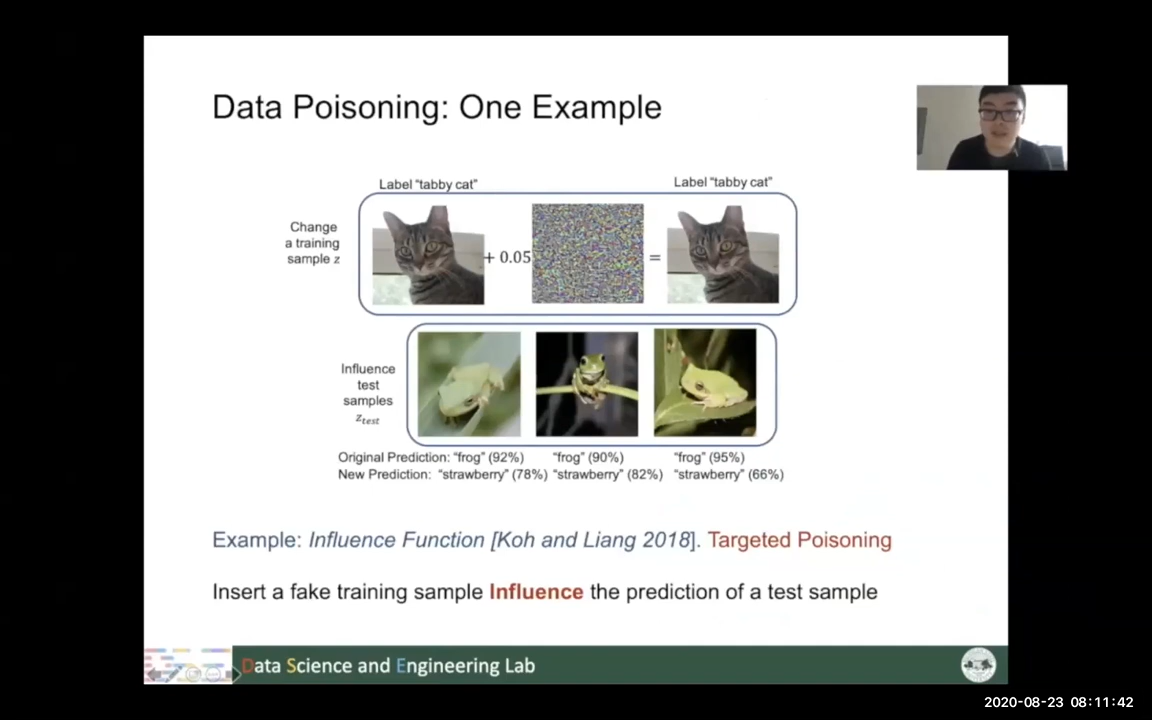 Data Poisoning: One Example
Label "tabby cat"
Label "tabby cat"
Change
a training
sample z
+ 0.05
=
Influence
test
samples
z_test
Original Prediction: "frog" (92%) "frog" (90%) "frog" (95%)
New Prediction: "strawberry" (78%) "strawberry" (82%) "strawberry" (66%)
Example: Influence Function [Koh and Liang 2018]. Targeted Poisoning
Insert a fake training sample Influence the prediction of a test sample
Data Science and Engineering Lab
2020-08-23 08:11:42